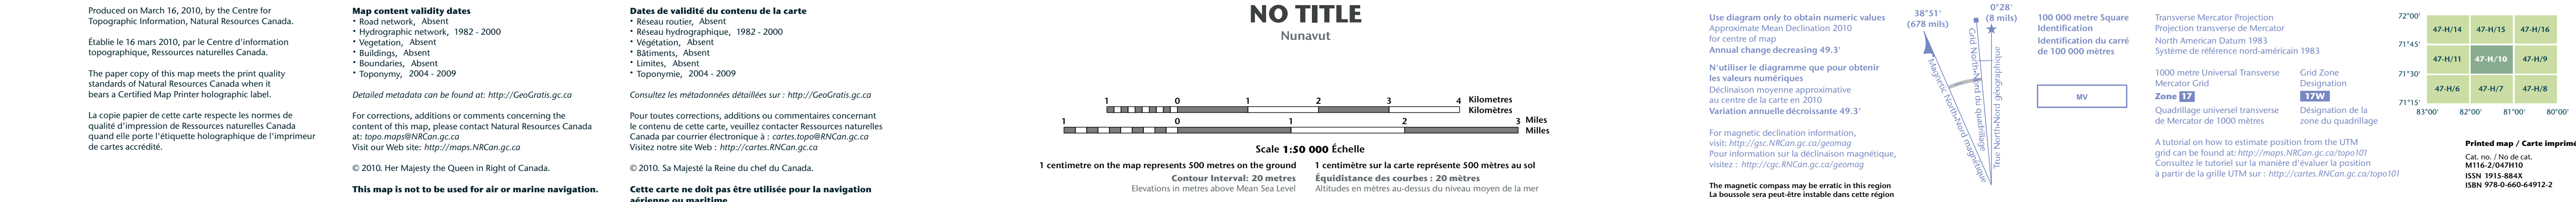 Produced on March 16, 2010, by the Centre for
Topographic Information, Natural Resources Canada.
Établie le 16 mars 2010, par le Centre d'information
topographique, Ressources naturelles Canada.
The paper copy of this map meets the print quality
standards of Natural Resources Canada when it
bears a Certified Map Printer holographic label.
La copie papier de cette carte respecte les normes de
qualité d'impression de Ressources naturelles Canada
quand elle porte l'étiquette holographique de l'imprimeur
de cartes accrédité.
Map content validity dates
• Road network, Absent
• Hydrographic network, 1982 - 2000
• Vegetation, Absent
• Buildings, Absent
• Boundaries, Absent
• Toponymy, 2004 - 2009
Detailed metadata can be found at: http://GeoGratis.gc.ca
For corrections, additions or comments concerning the
content of this map, please contact Natural Resources Canada
at: topo.maps@NRCan.gc.ca
Visit our Web site: http://maps.NRCan.gc.ca
© 2010. Her Majesty the Queen in Right of Canada.
This map is not to be used for air or marine navigation.
Dates de validité du contenu de la carte
• Réseau routier, Absent
• Réseau hydrographique, 1982 - 2000
• Végétation, Absent
• Bâtiments, Absent
• Limites, Absent
• Toponymie, 2004 - 2009
Consultez les métadonnées détaillées sur : http://GeoGratis.gc.ca
Pour toutes corrections, additions ou commentaires concernant
le contenu de cette carte, veuillez contacter Ressources naturelles
Canada par courrier électronique à : cartes.topo@RNCan.gc.ca
Visitez notre site Web : http://cartes.RNCan.gc.ca
© 2010. Sa Majesté la Reine du chef du Canada.
Cette carte ne doit pas être utilisée pour la navigation
aérienne ou maritime.
NO TITLE
Nunavut
1 0 1 2 3 4 Kilometres
Kilomètres
1 0 1 2 3 Miles
Milles
Scale 1:50 000 Échelle
1 centimetre on the map represents 500 metres on the ground
1 centimètre sur la carte représente 500 mètres au sol
Contour Interval: 20 metres
Équidistance des courbes : 20 mètres
Elevations in metres above Mean Sea Level
Altitudes en mètres au-dessus du niveau moyen de la mer
Use diagram only to obtain numeric values
Approximate Mean Declination 2010
for centre of map
Annual change decreasing 49.3'
N'utiliser le diagramme que pour obtenir
les valeurs numériques
Déclinaison moyenne approximative
au centre de la carte en 2010
Variation annuelle décroissante 49.3'
For magnetic declination information,
visit: http://gsc.NRCan.gc.ca/geomag
Pour information sur la déclinaison magnétique,
visitez : http://cgc.RNCan.gc.ca/geomag
The magnetic compass may be erratic in this region
La boussole sera peut-être instable dans cette région
38°51'
(678 mils)
0°28'
(8 mils)
Magnetic North•Nord magnétique
Grid North•Nord du quadrillage
True North•Nord géographique
100 000 metre Square
Identification
Identification du carré
de 100 000 mètres
MV
Transverse Mercator Projection
Projection transverse de Mercator
North American Datum 1983
Système de référence nord-américain 1983
1000 metre Universal Transverse
Mercator Grid
Zone 17
Quadrillage universel transverse
de Mercator de 1000 mètres
Grid Zone
Designation
17W
Désignation de la
zone du quadrillage
A tutorial on how to estimate position from the UTM
grid can be found at: http://maps.NRCan.gc.ca/topo101
Consultez le tutoriel sur la manière d'évaluer la position
à partir de la grille UTM sur : http://cartes.RNCan.gc.ca/topo101
72°00'
47-H/14 47-H/15 47-H/16
71°45'
47-H/11 47-H/10 47-H/9
71°30'
47-H/6 47-H/7 47-H/8
71°15'
83°00' 82°00' 81°00' 80°00'
Printed map / Carte imprimé
Cat. no. / No de cat.
M116-2/047H10
ISSN 1915-884X
ISBN 978-0-660-64912-2